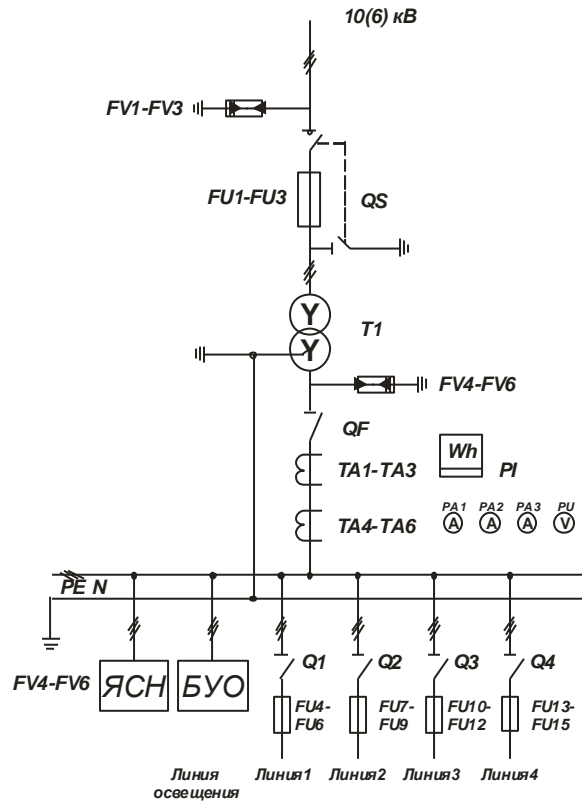 10(6) кВ
FV1-FV3
FU1-FU3
QS
Y
Y
T1
FV4-FV6
QF
Wh
TA1-TA3
PI
PA1 PA2 PA3 PU
A A A V
TA4-TA6
PE N
Q1 Q2 Q3 Q4
FV4-FV6
ЯСН
БУО
FU4-
FU6
FU7-
FU9
FU10-
FU12
FU13-
FU15
Линия
освещения
Линия1
Линия2
Линия3
Линия4